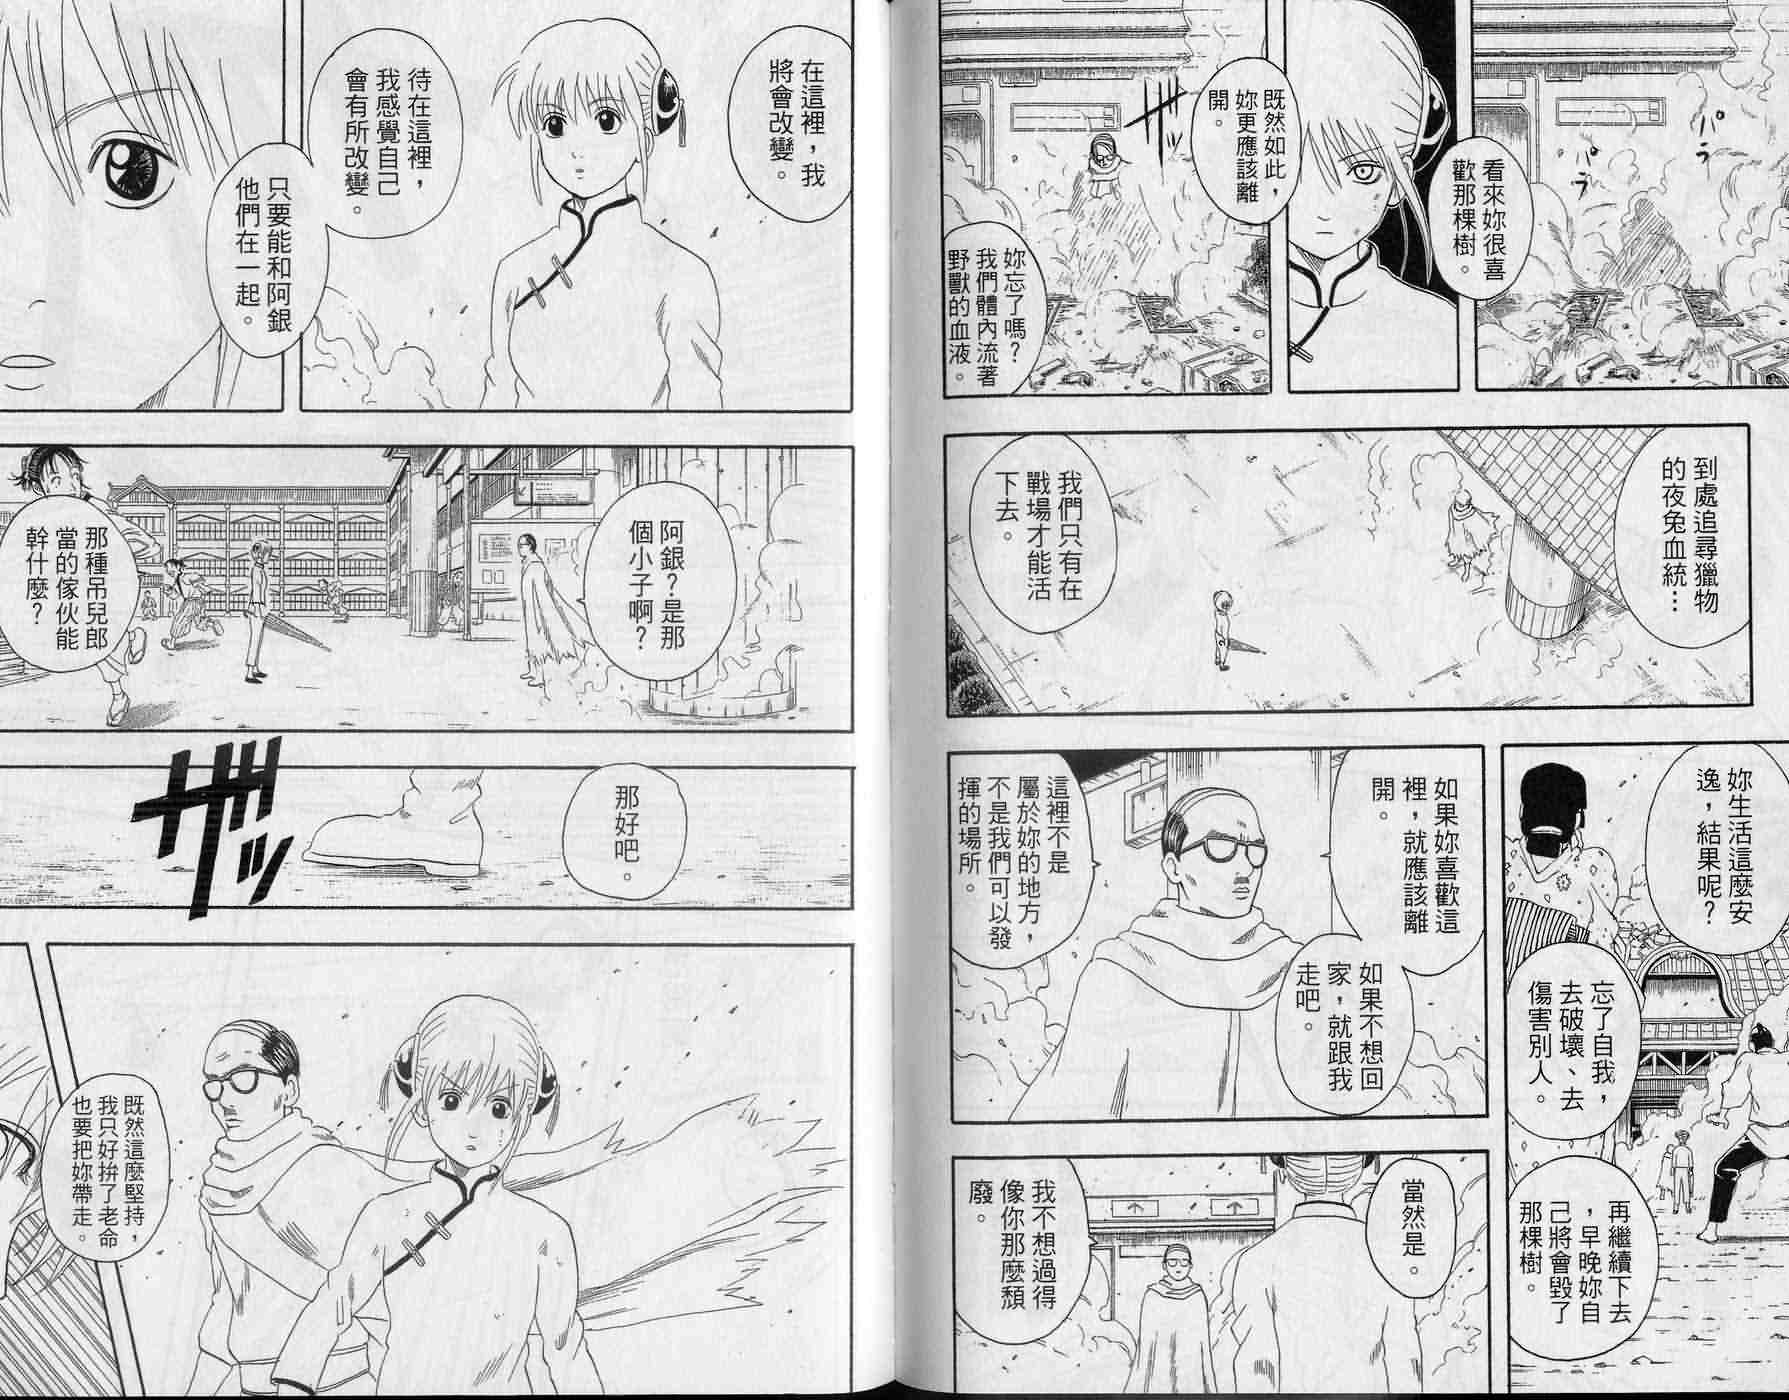 看來妳很喜
歡那棵樹。
パラ
パラ
既然如此，
妳更應該離
開。
妳忘了嗎？
我們體內流著
野獸的血液。
到處追尋獵物
的夜兔血統…
我們只有在
戰場才能活
下去。
妳生活這麼安
逸，結果呢？
忘了自我，
去破壞、去
傷害別人。
再繼續下去
，早晚妳自
己將會毀了
那棵樹。
如果妳喜歡這
裡，就應該離
開。
如果不想回
家，就跟我
走吧。
這裡不是
屬於妳的地方，
不是我們可以發
揮的場所。
當然是。
我不想過得
像你那麼頹
廢。
在這裡，我
將會改變。
待在這裡，
我感覺自己
會有所改變。
只要能和阿銀
他們在一起。
阿銀？是那
個小子啊？
那種吊兒郎
當的傢伙能
幹什麼？
那好吧。
ザッ
既然這麼堅持，
我只好拚了老命
也要把妳帶走。